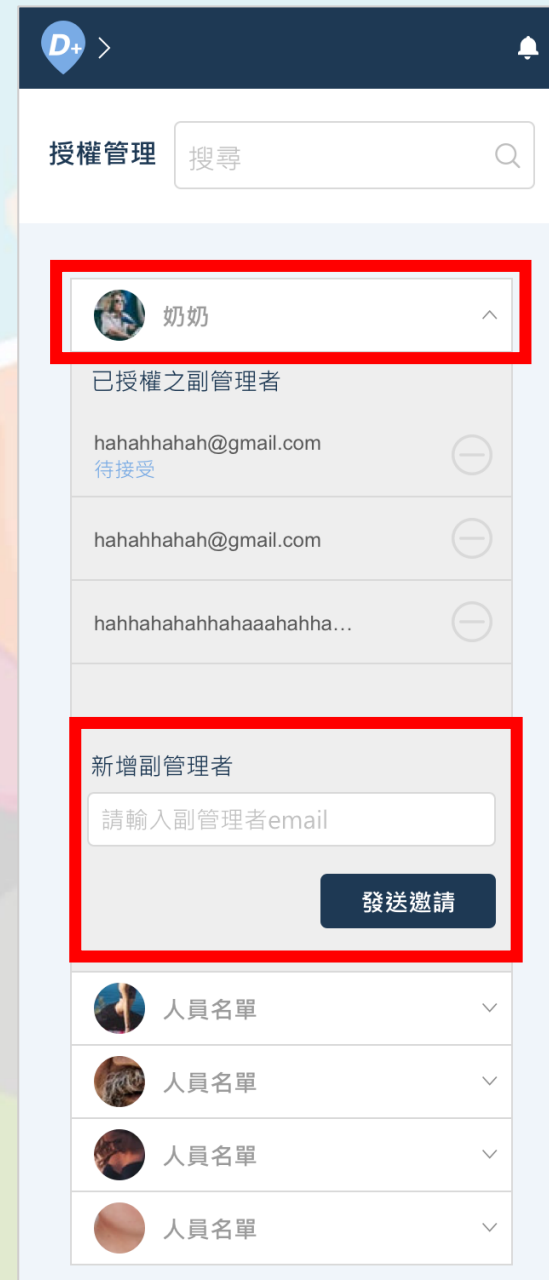 D+
授權管理
搜尋
奶奶
已授權之副管理者
hahahhahah@gmail.com
待接受
hahahhahah@gmail.com
hahhahahahhahaaahahha…
新增副管理者
請輸入副管理者email
發送邀請
人員名單
人員名單
人員名單
人員名單